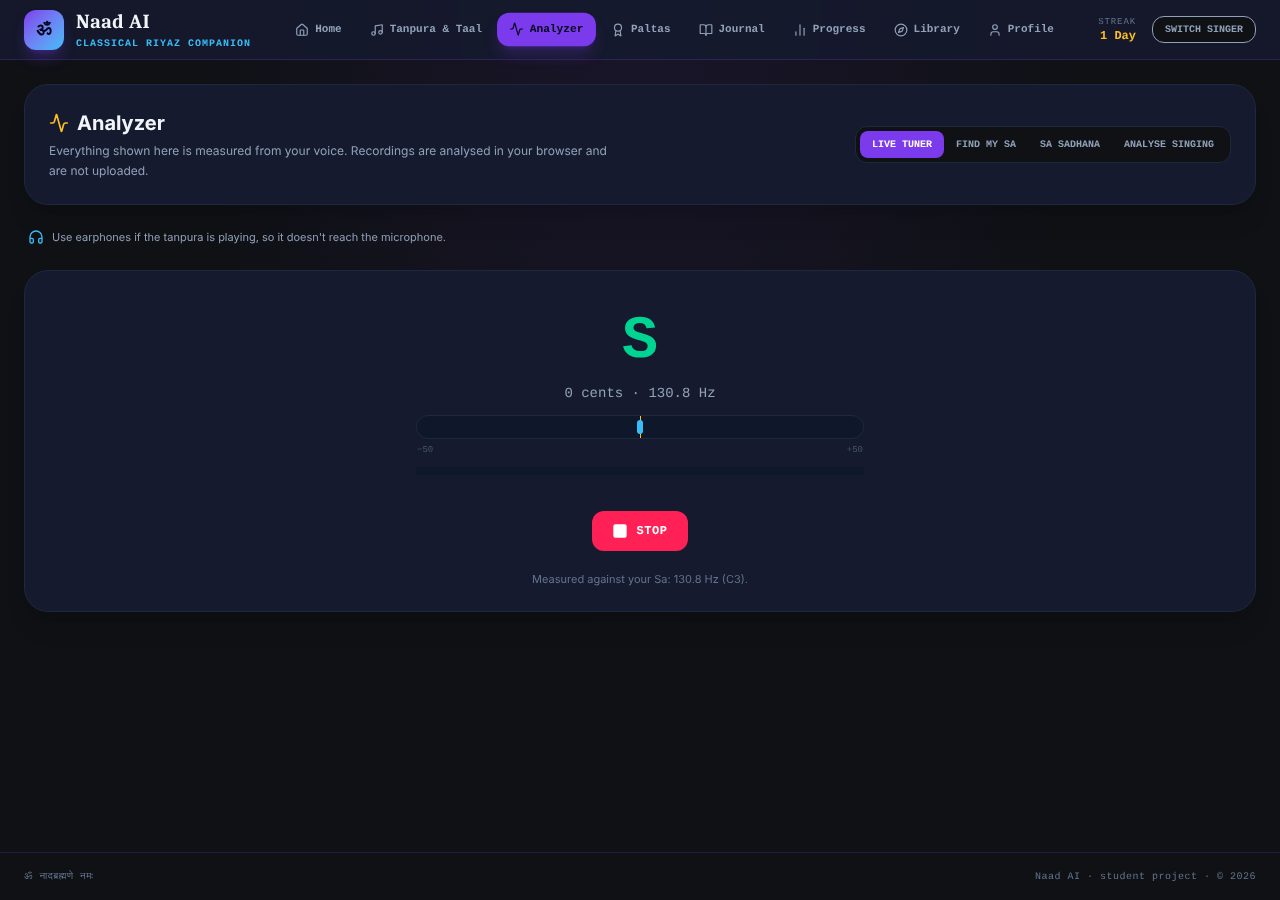 ॐ
Naad AI
CLASSICAL RIYAZ COMPANION
Home
Tanpura & Taal
Analyzer
Paltas
Journal
Progress
Library
Profile
STREAK
1 Day
SWITCH SINGER
Analyzer
Everything shown here is measured from your voice. Recordings are analysed in your browser and
are not uploaded.
LIVE TUNER
FIND MY SA
SA SADHANA
ANALYSE SINGING
Use earphones if the tanpura is playing, so it doesn't reach the microphone.
S
0 cents · 130.8 Hz
−50
+50
STOP
Measured against your Sa: 130.8 Hz (C3).
ॐ नादब्रह्मणे नमः
Naad AI · student project · © 2026